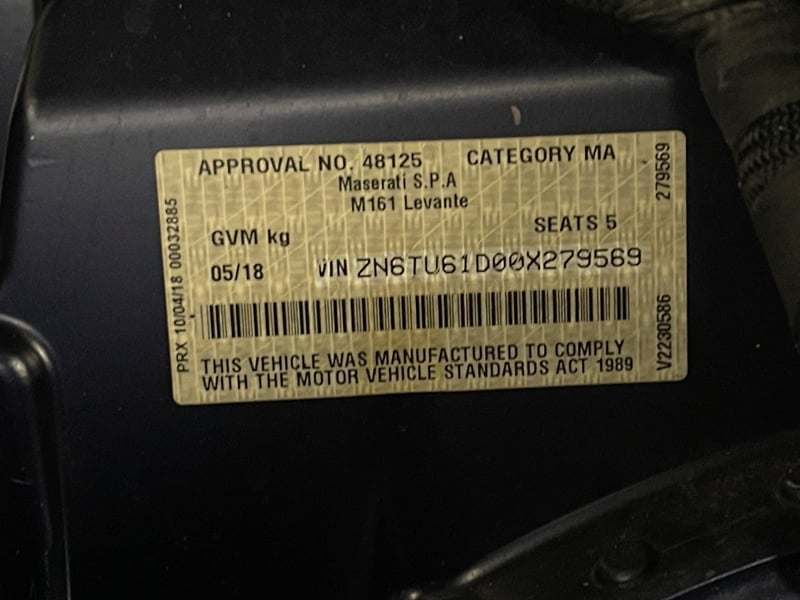 APPROVAL NO. 48125 CATEGORY MA
Maserati S.P.A
M161 Levante
GVM kg SEATS 5
05/18 VIN ZN6TU61D00X279569
THIS VEHICLE WAS MANUFACTURED TO COMPLY
WITH THE MOTOR VEHICLE STANDARDS ACT 1989
PRX 10/04/18 00032885
279569
V2230586